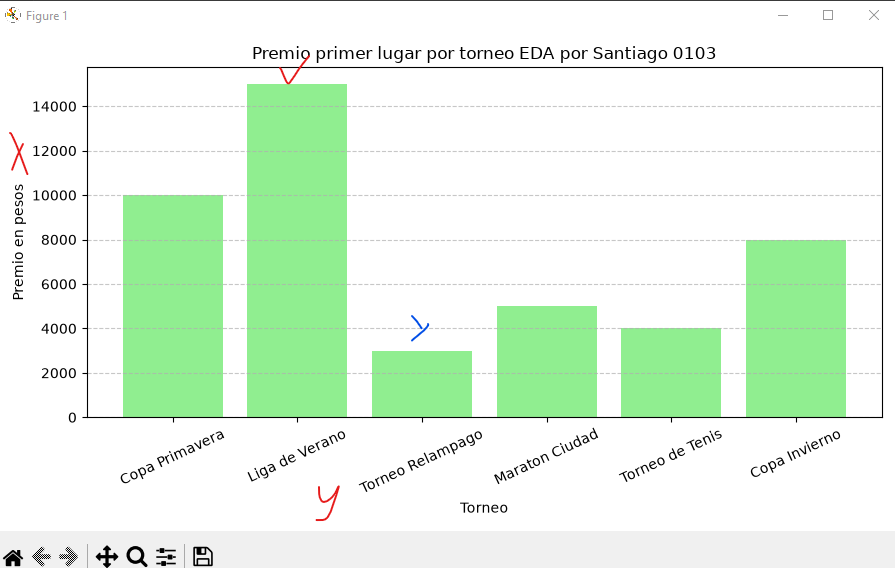 Figure 1
Premio primer lugar por torneo EDA por Santiago 0103
14000
12000
10000
8000
6000
4000
2000
0
X
Premio en pesos
Copa Primavera
Liga de Verano
Torneo Relampago
Maraton Ciudad
Torneo de Tenis
Copa Invierno
y
Torneo